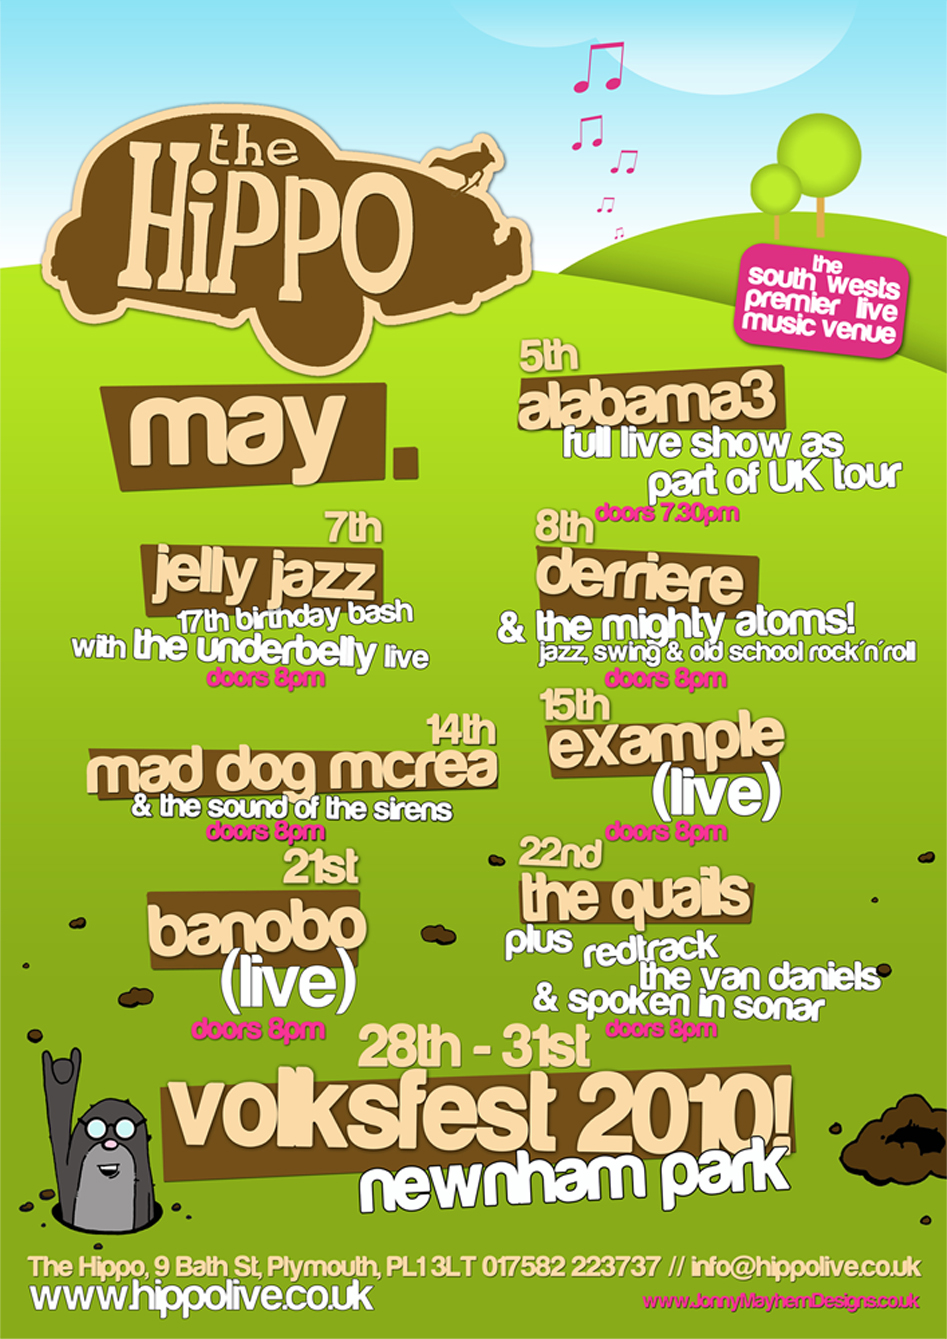 the
HiPPO
the
south wests
premier live
music venue
may.
5th
alabama3
full live show as
part of UK tour
doors 7.30pm
7th
jelly jazz
17th birthday bash
with the underbelly live
doors 8pm
8th
derriere
& the mighty atoms!
jazz, swing & old school rock'n'roll
doors 8pm
14th
mad dog mcrea
& the sound of the sirens
doors 8pm
15th
example
(live)
doors 8pm
21st
banobo
(live)
doors 8pm
22nd
the quails
plus redtrack
the van daniels
& spoken in sonar
doors 8pm
28th - 31st
volksfest 2010!
newnham park
The Hippo, 9 Bath St, Plymouth, PL1 3LT 017582 223737 // info@hippolive.co.uk
www.hippolive.co.uk
www.JonnyMayhemDesigns.co.uk